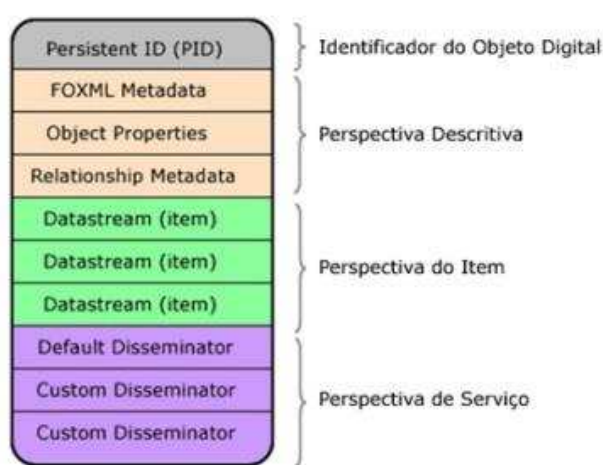 Persistent ID (PID)
Identificador do Objeto Digital
FOXML Metadata
Object Properties
Relationship Metadata
Perspectiva Descritiva
Datastream (item)
Datastream (item)
Datastream (item)
Perspectiva do Item
Default Disseminator
Custom Disseminator
Custom Disseminator
Perspectiva de Serviço